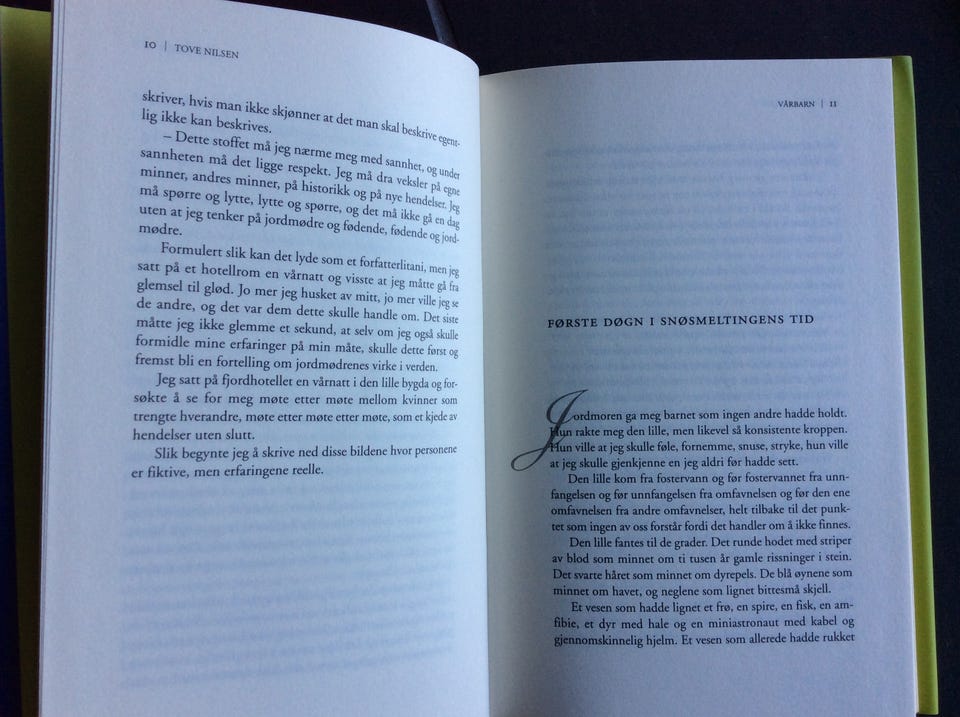 10 | TOVE NILSEN
skriver, hvis man ikke skjønner at det man skal beskrive egent-
lig ikke kan beskrives.
– Dette stoffet må jeg nærme meg med sannhet, og under
sannheten må det ligge respekt. Jeg må dra veksler på egne
minner, andres minner, på historikk og på nye hendelser. Jeg
må spørre og lytte, lytte og spørre, og det må ikke gå en dag
uten at jeg tenker på jordmødre og fødende, fødende og jord-
mødre.
Formulert slik kan det lyde som et forfatterlitani, men jeg
satt på et hotellrom en vårnatt og visste at jeg måtte gå fra
glemsel til glød. Jo mer jeg husket av mitt, jo mer ville jeg se
de andre, og det var dem dette skulle handle om. Det siste
måtte jeg ikke glemme et sekund, at selv om jeg også skulle
formidle mine erfaringer på min måte, skulle dette først og
fremst bli en fortelling om jordmødrenes virke i verden.
Jeg satt på fjordhotellet en vårnatt i den lille bygda og for-
søkte å se for meg møte etter møte mellom kvinner som
trengte hverandre, møte etter møte etter møte, som et kjede av
hendelser uten slutt.
Slik begynte jeg å skrive ned disse bildene hvor personene
er fiktive, men erfaringene reelle.
VÅRBARN | 11
FØRSTE DØGN I SNØSMELTINGENS TID
Jordmoren ga meg barnet som ingen andre hadde holdt.
Hun rakte meg den lille, men likevel så konsistente kroppen.
Hun ville at jeg skulle føle, fornemme, snuse, stryke, hun ville
at jeg skulle gjenkjenne en jeg aldri før hadde sett.
Den lille kom fra fostervann og før fostervannet fra unn-
fangelsen og før unnfangelsen fra omfavnelsen og før den ene
omfavnelsen fra andre omfavnelser, helt tilbake til det punk-
tet som ingen av oss forstår fordi det handler om å ikke finnes.
Den lille fantes til de grader. Det runde hodet med striper
av blod som minnet om ti tusen år gamle rissninger i stein.
Det svarte håret som minnet om dyrepels. De blå øynene som
minnet om havet, og neglene som lignet bittesmå skjell.
Et vesen som hadde lignet et frø, en spire, en fisk, en am-
fibie, et dyr med hale og en miniastronaut med kabel og
gjennomskinnelig hjelm. Et vesen som allerede hadde rukket